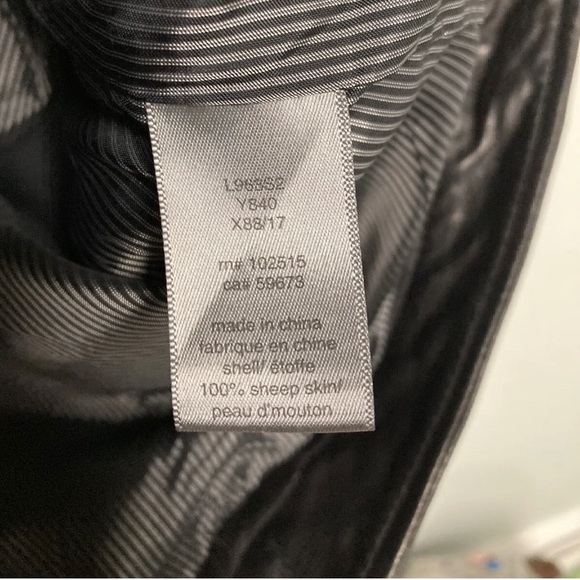 L963S2
Y840
X88/17
rn# 102515
ca# 59673
made in china
fabriqué en chine
shell/ étoffe
100% sheep skin/
peau d'mouton